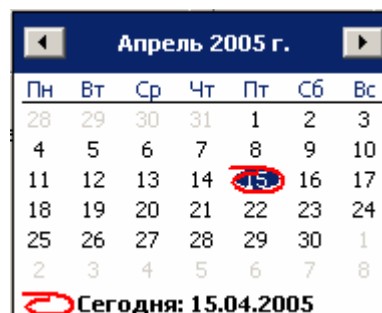 Апрель 2005 г.
Пн Вт Ср Чт Пт Сб Вс
28 29 30 31 1 2 3
4 5 6 7 8 9 10
11 12 13 14 15 16 17
18 19 20 21 22 23 24
25 26 27 28 29 30 1
2 3 4 5 6 7 8
Сегодня: 15.04.2005